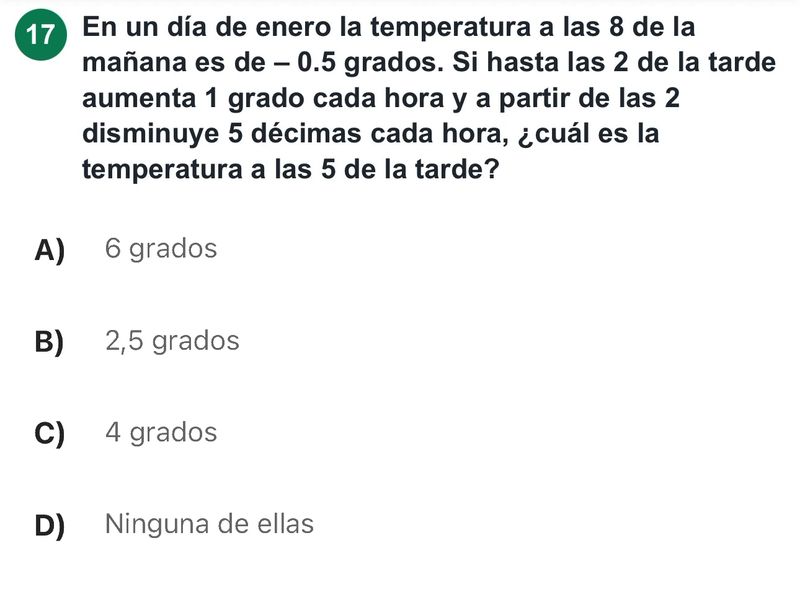 17 En un día de enero la temperatura a las 8 de la
mañana es de – 0.5 grados. Si hasta las 2 de la tarde
aumenta 1 grado cada hora y a partir de las 2
disminuye 5 décimas cada hora, ¿cuál es la
temperatura a las 5 de la tarde?
A) 6 grados
B) 2,5 grados
C) 4 grados
D) Ninguna de ellas